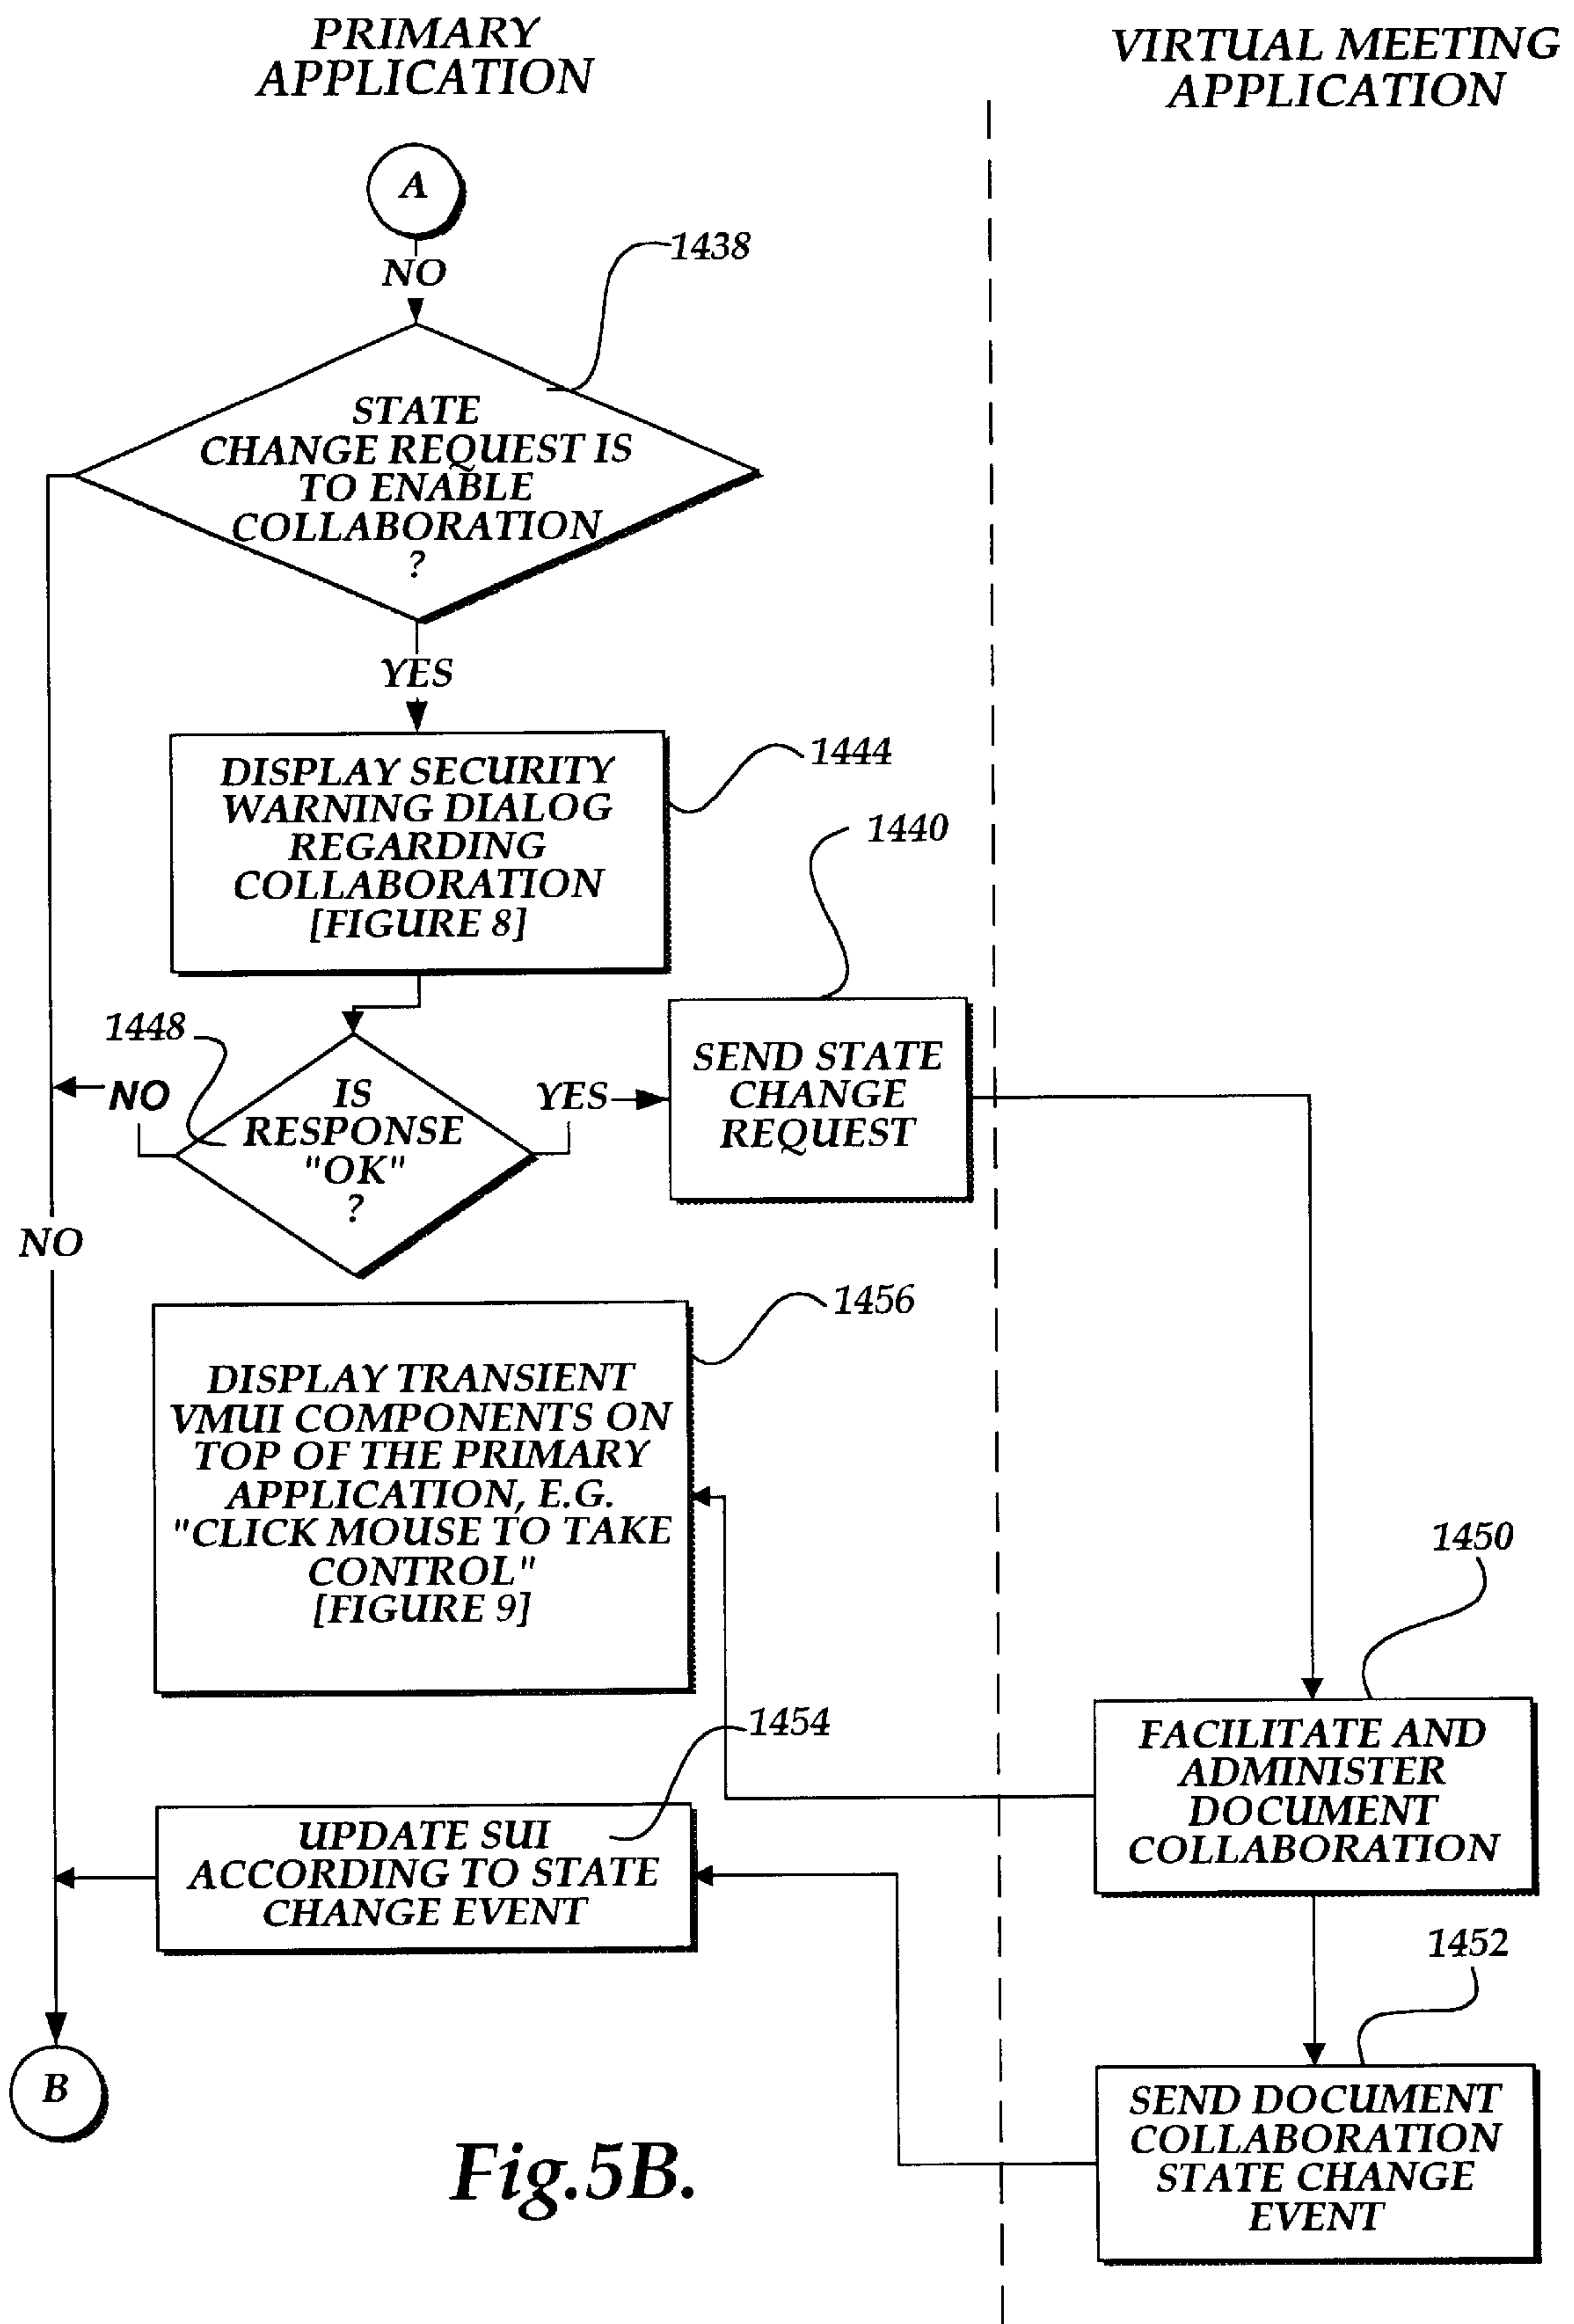 PRIMARY
APPLICATION
VIRTUAL MEETING
APPLICATION
A
NO
1438
STATE
CHANGE REQUEST IS
TO ENABLE
COLLABORATION
?
YES
DISPLAY SECURITY
WARNING DIALOG
REGARDING
COLLABORATION
[FIGURE 8]
1444
1440
1448
NO
IS
RESPONSE
"OK"
?
YES
SEND STATE
CHANGE
REQUEST
NO
1456
DISPLAY TRANSIENT
VMUI COMPONENTS ON
TOP OF THE PRIMARY
APPLICATION, E.G.
"CLICK MOUSE TO TAKE
CONTROL"
[FIGURE 9]
1450
FACILITATE AND
ADMINISTER
DOCUMENT
COLLABORATION
1454
UPDATE SUI
ACCORDING TO STATE
CHANGE EVENT
1452
SEND DOCUMENT
COLLABORATION
STATE CHANGE
EVENT
B
Fig.5B.